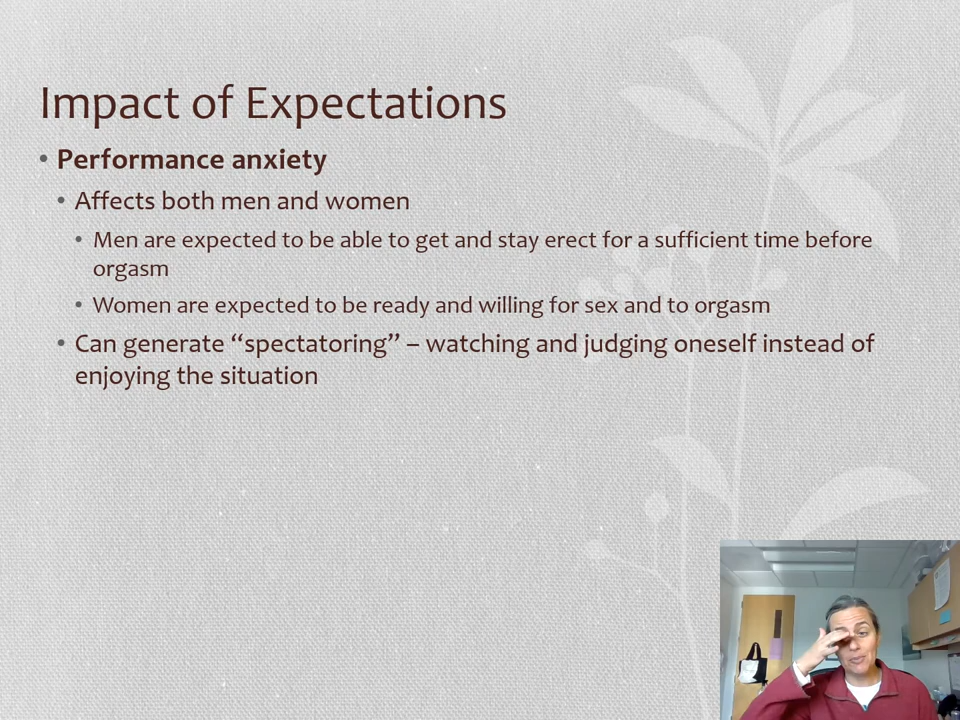 Impact of Expectations
• Performance anxiety
• Affects both men and women
• Men are expected to be able to get and stay erect for a sufficient time before
orgasm
• Women are expected to be ready and willing for sex and to orgasm
• Can generate “spectatoring” – watching and judging oneself instead of
enjoying the situation